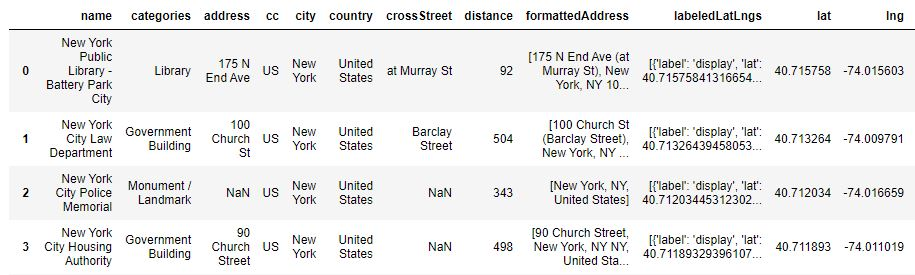 name categories address cc city country crossStreet distance formattedAddress labeledLatLngs lat lng
0 New York Public Library - Battery Park City Library 175 N End Ave US New York United States at Murray St 92 [175 N End Ave (at Murray St), New York, NY 10... [{'label': 'display', 'lat': 40.71575841316654... 40.715758 -74.015603
1 New York City Law Department Government Building 100 Church St US New York United States Barclay Street 504 [100 Church St (Barclay Street), New York, NY ... [{'label': 'display', 'lat': 40.71326439458053... 40.713264 -74.009791
2 New York City Police Memorial Monument / Landmark NaN US New York United States NaN 343 [New York, NY, United States] [{'label': 'display', 'lat': 40.71203445312302... 40.712034 -74.016659
3 New York City Housing Authority Government Building 90 Church Street US New York United States NaN 498 [90 Church Street, New York, NY NY, United Sta... [{'label': 'display', 'lat': 40.71189329396107... 40.711893 -74.011019